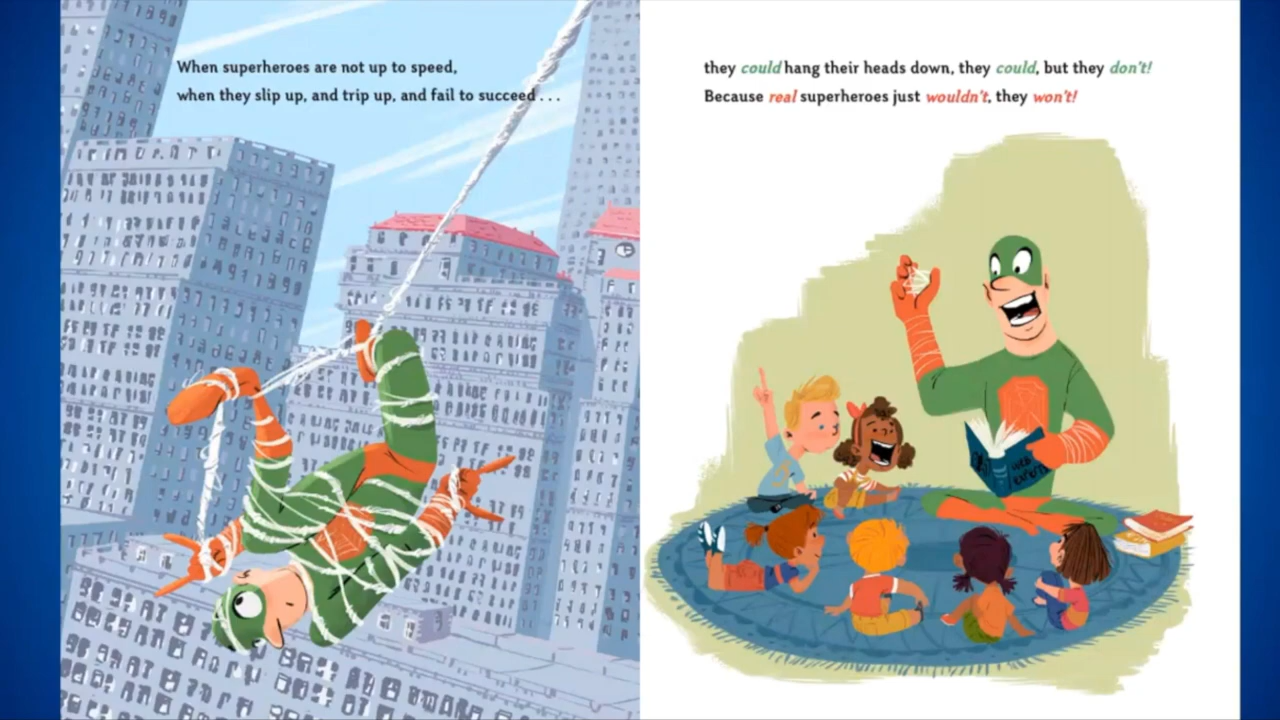 When superheroes are not up to speed,
when they slip up, and trip up, and fail to succeed . . .
they could hang their heads down, they could, but they don't!
Because real superheroes just wouldn't, they won't!